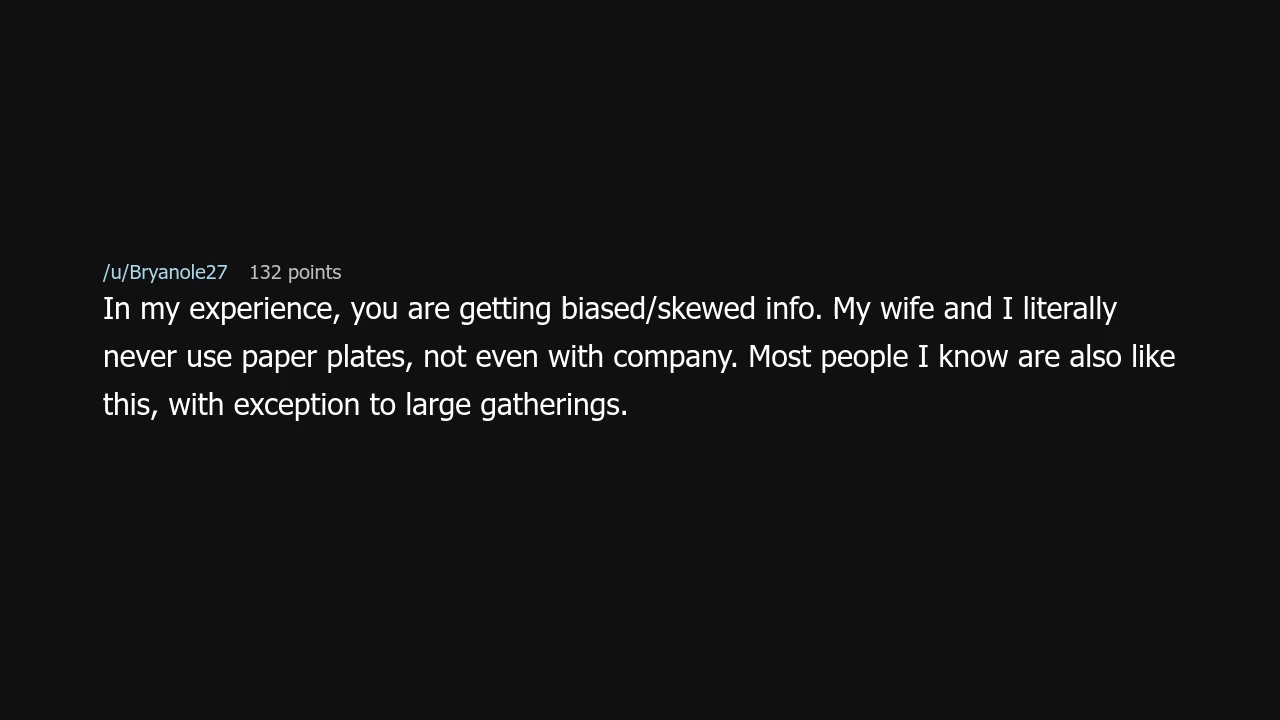 /u/Bryanole27 132 points
In my experience, you are getting biased/skewed info. My wife and I literally
never use paper plates, not even with company. Most people I know are also like
this, with exception to large gatherings.